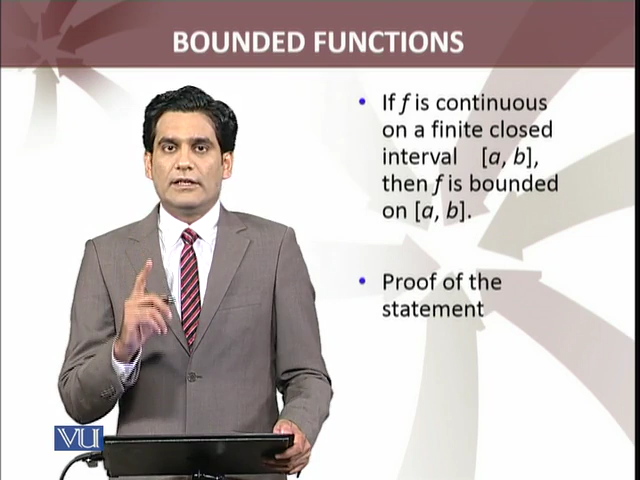 BOUNDED FUNCTIONS
• If f is continuous
on a finite closed
interval [a, b],
then f is bounded
on [a, b].
• Proof of the
statement
VU